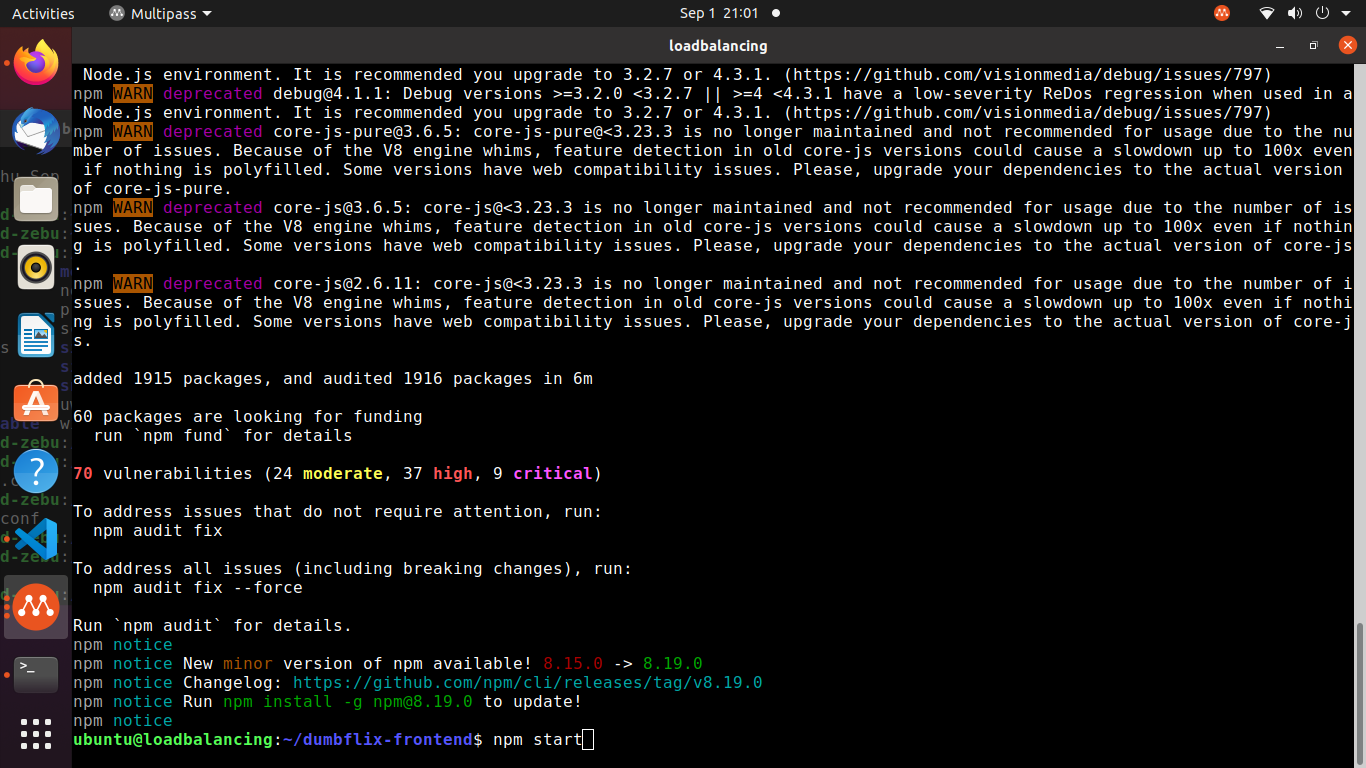 Activities Multipass Sep 1 21:01
loadbalancing
Node.js environment. It is recommended you upgrade to 3.2.7 or 4.3.1. (https://github.com/visionmedia/debug/issues/797)
npm WARN deprecated debug@4.1.1: Debug versions >=3.2.0 <3.2.7 || >=4 <4.3.1 have a low-severity ReDos regression when used in a
Node.js environment. It is recommended you upgrade to 3.2.7 or 4.3.1. (https://github.com/visionmedia/debug/issues/797)
npm WARN deprecated core-js-pure@3.6.5: core-js-pure@<3.23.3 is no longer maintained and not recommended for usage due to the nu
mber of issues. Because of the V8 engine whims, feature detection in old core-js versions could cause a slowdown up to 100x even
if nothing is polyfilled. Some versions have web compatibility issues. Please, upgrade your dependencies to the actual version
of core-js-pure.
npm WARN deprecated core-js@3.6.5: core-js@<3.23.3 is no longer maintained and not recommended for usage due to the number of is
sues. Because of the V8 engine whims, feature detection in old core-js versions could cause a slowdown up to 100x even if nothin
g is polyfilled. Some versions have web compatibility issues. Please, upgrade your dependencies to the actual version of core-js
.
npm WARN deprecated core-js@2.6.11: core-js@<3.23.3 is no longer maintained and not recommended for usage due to the number of i
ssues. Because of the V8 engine whims, feature detection in old core-js versions could cause a slowdown up to 100x even if nothi
ng is polyfilled. Some versions have web compatibility issues. Please, upgrade your dependencies to the actual version of core-j
s.
added 1915 packages, and audited 1916 packages in 6m
60 packages are looking for funding
run `npm fund` for details
70 vulnerabilities (24 moderate, 37 high, 9 critical)
To address issues that do not require attention, run:
npm audit fix
To address all issues (including breaking changes), run:
npm audit fix --force
Run `npm audit` for details.
npm notice
npm notice New minor version of npm available! 8.15.0 -> 8.19.0
npm notice Changelog: https://github.com/npm/cli/releases/tag/v8.19.0
npm notice Run npm install -g npm@8.19.0 to update!
npm notice
ubuntu@loadbalancing:~/dumbflix-frontend$ npm start